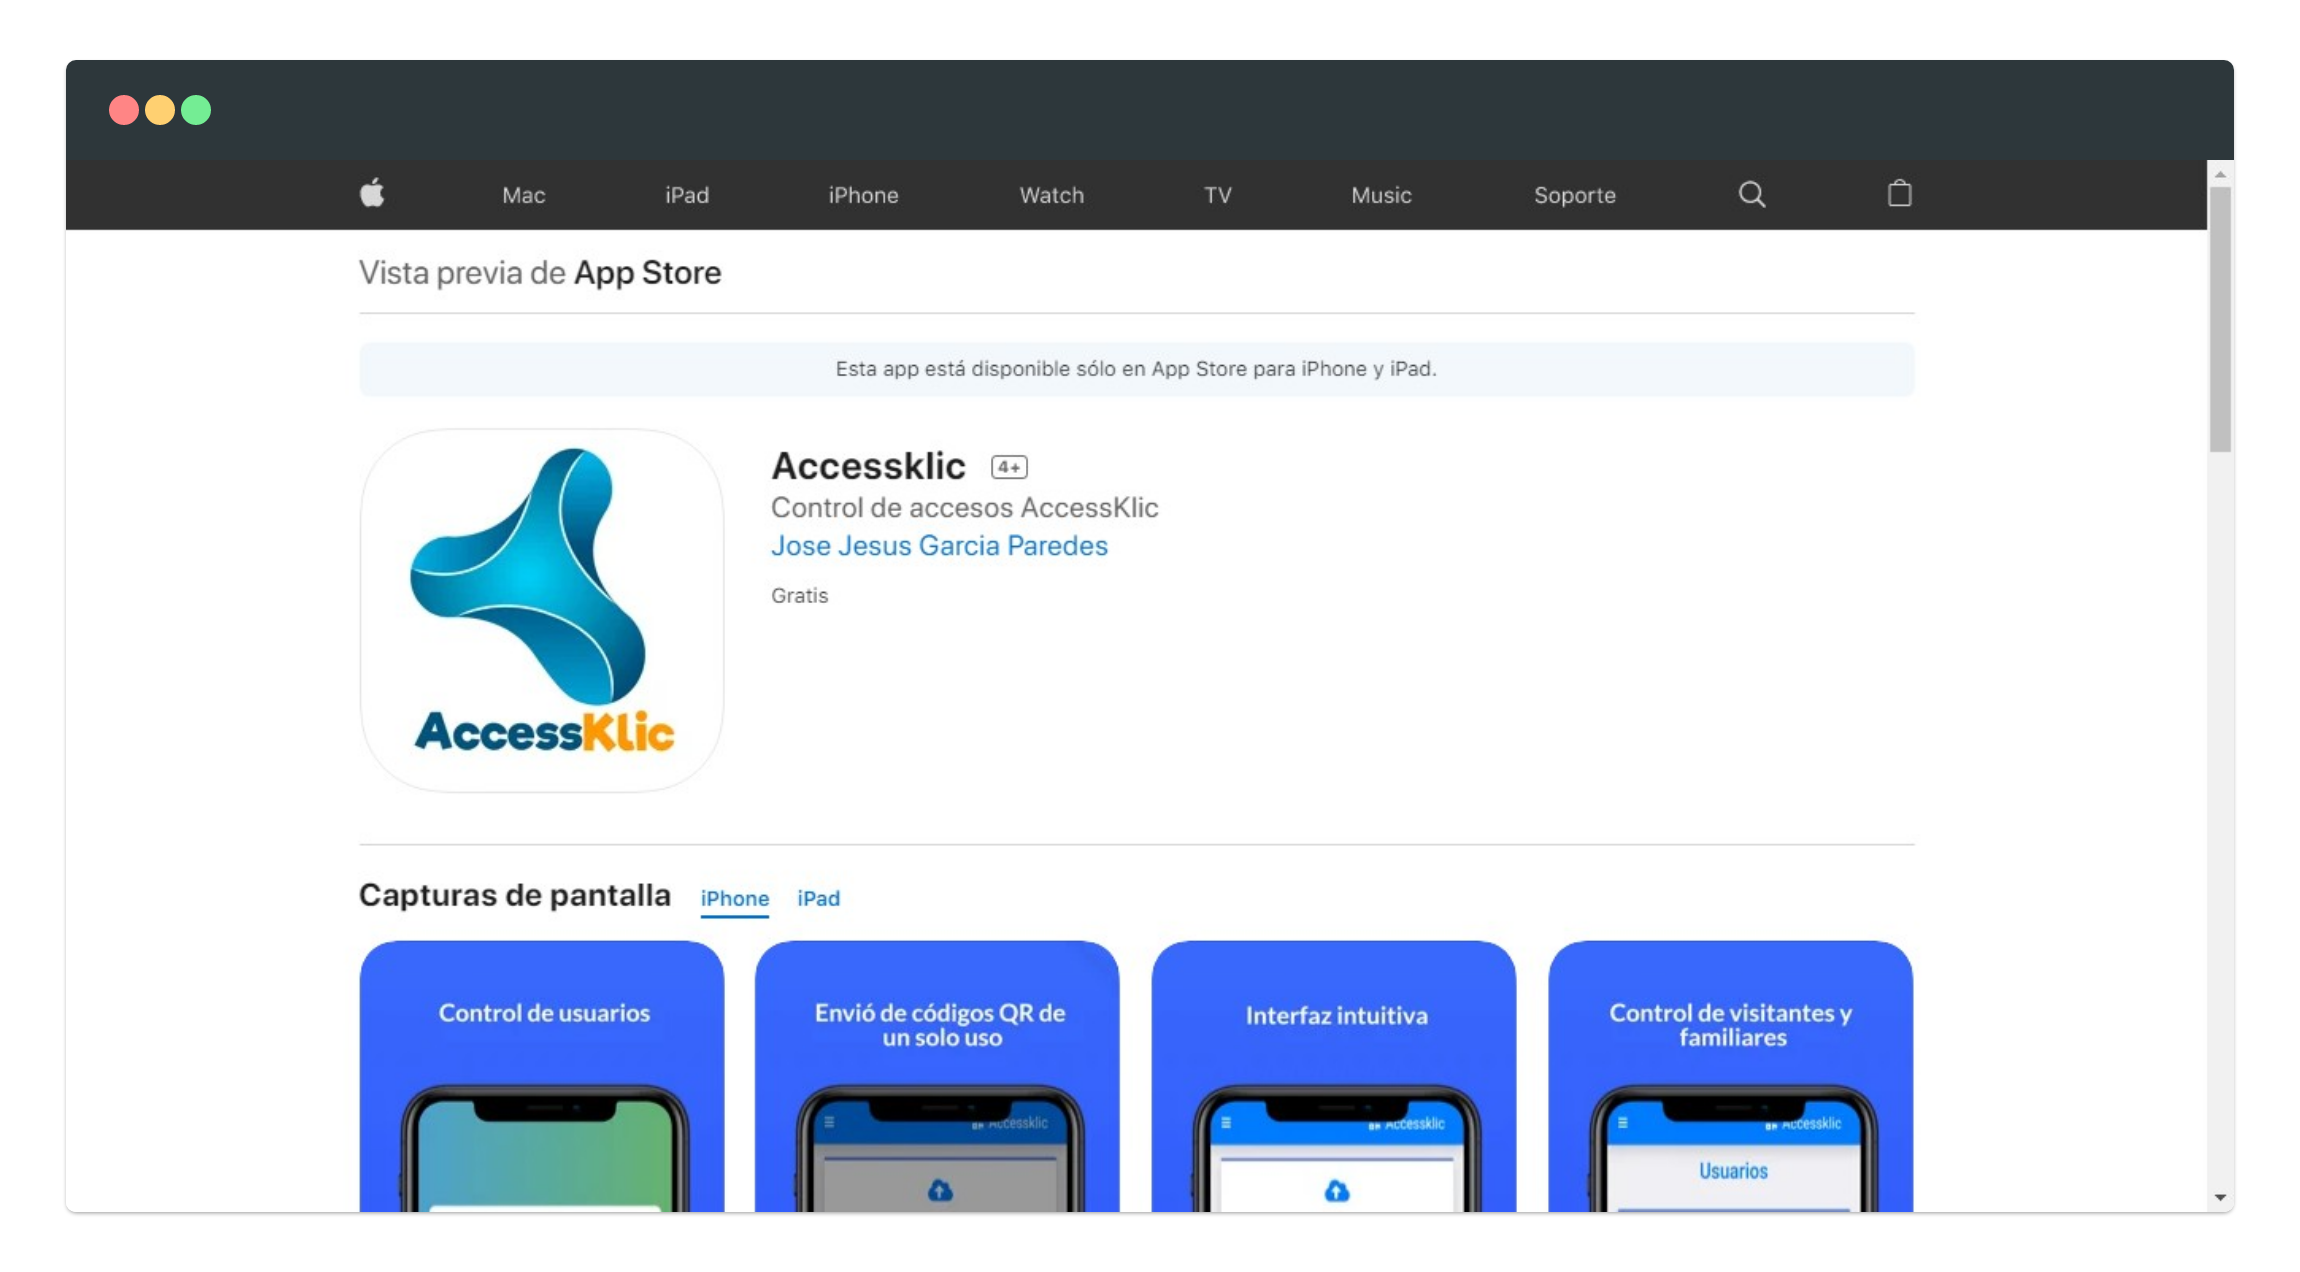 Mac iPad iPhone Watch TV Music Soporte
Vista previa de App Store
Esta app está disponible sólo en App Store para iPhone y iPad.
AccessKlic
Accessklic 4+
Control de accesos AccessKlic
Jose Jesus Garcia Paredes
Gratis
Capturas de pantalla iPhone iPad
Control de usuarios
Envió de códigos QR de
un solo uso
Accessklic
Interfaz intuitiva
Accessklic
Control de visitantes y
familiares
Accessklic
Usuarios